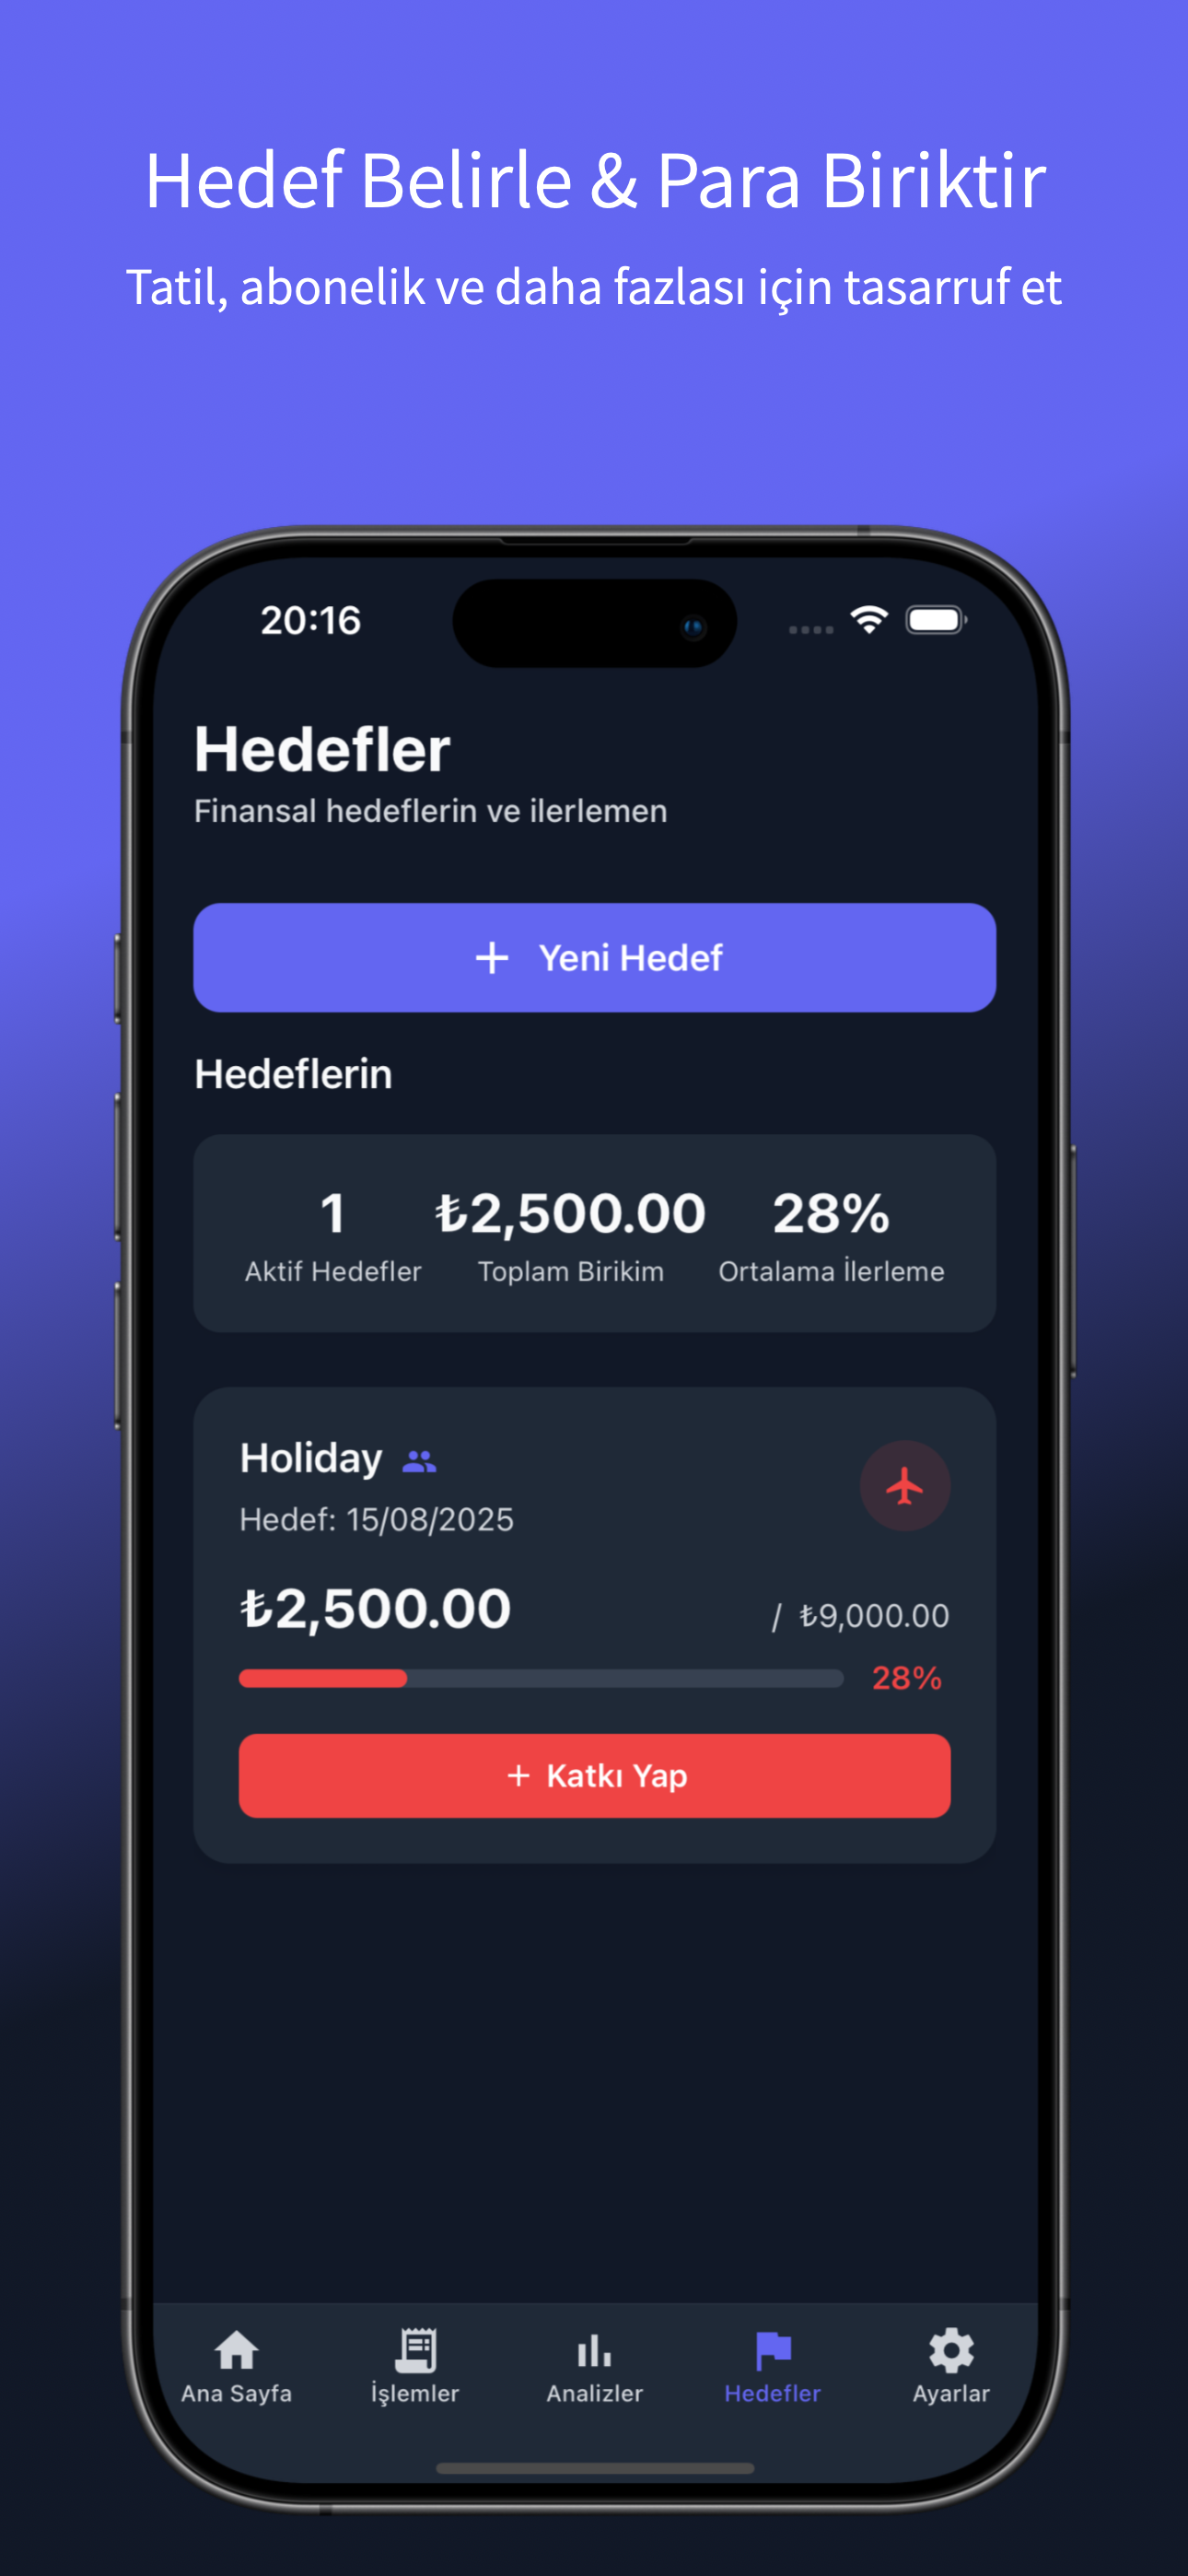 Hedef Belirle & Para Biriktir
Tatil, abonelik ve daha fazlası için tasarruf et
20:16
Hedefler
Finansal hedeflerin ve ilerlemen
+ Yeni Hedef
Hedeflerin
1 ₺2,500.00 28%
Aktif Hedefler Toplam Birikim Ortalama İlerleme
Holiday
Hedef: 15/08/2025
₺2,500.00 / ₺9,000.00
28%
+ Katkı Yap
Ana Sayfa İşlemler Analizler Hedefler Ayarlar